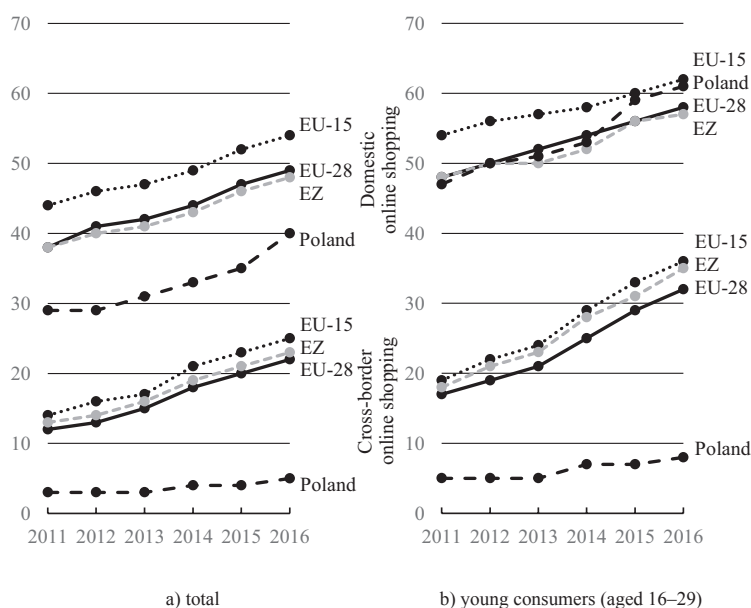 70
60
50
40
30
20
10
0
EU-15
EU-28
EZ
Poland
EU-15
EZ
EU-28
Poland
2011 2012 2013 2014 2015 2016
a) total
Domestic
online shopping
Cross-border
online shopping
70
60
50
40
30
20
10
0
EU-15
Poland
EU-28
EZ
EU-15
EZ
EU-28
Poland
2011 2012 2013 2014 2015 2016
b) young consumers (aged 16–29)